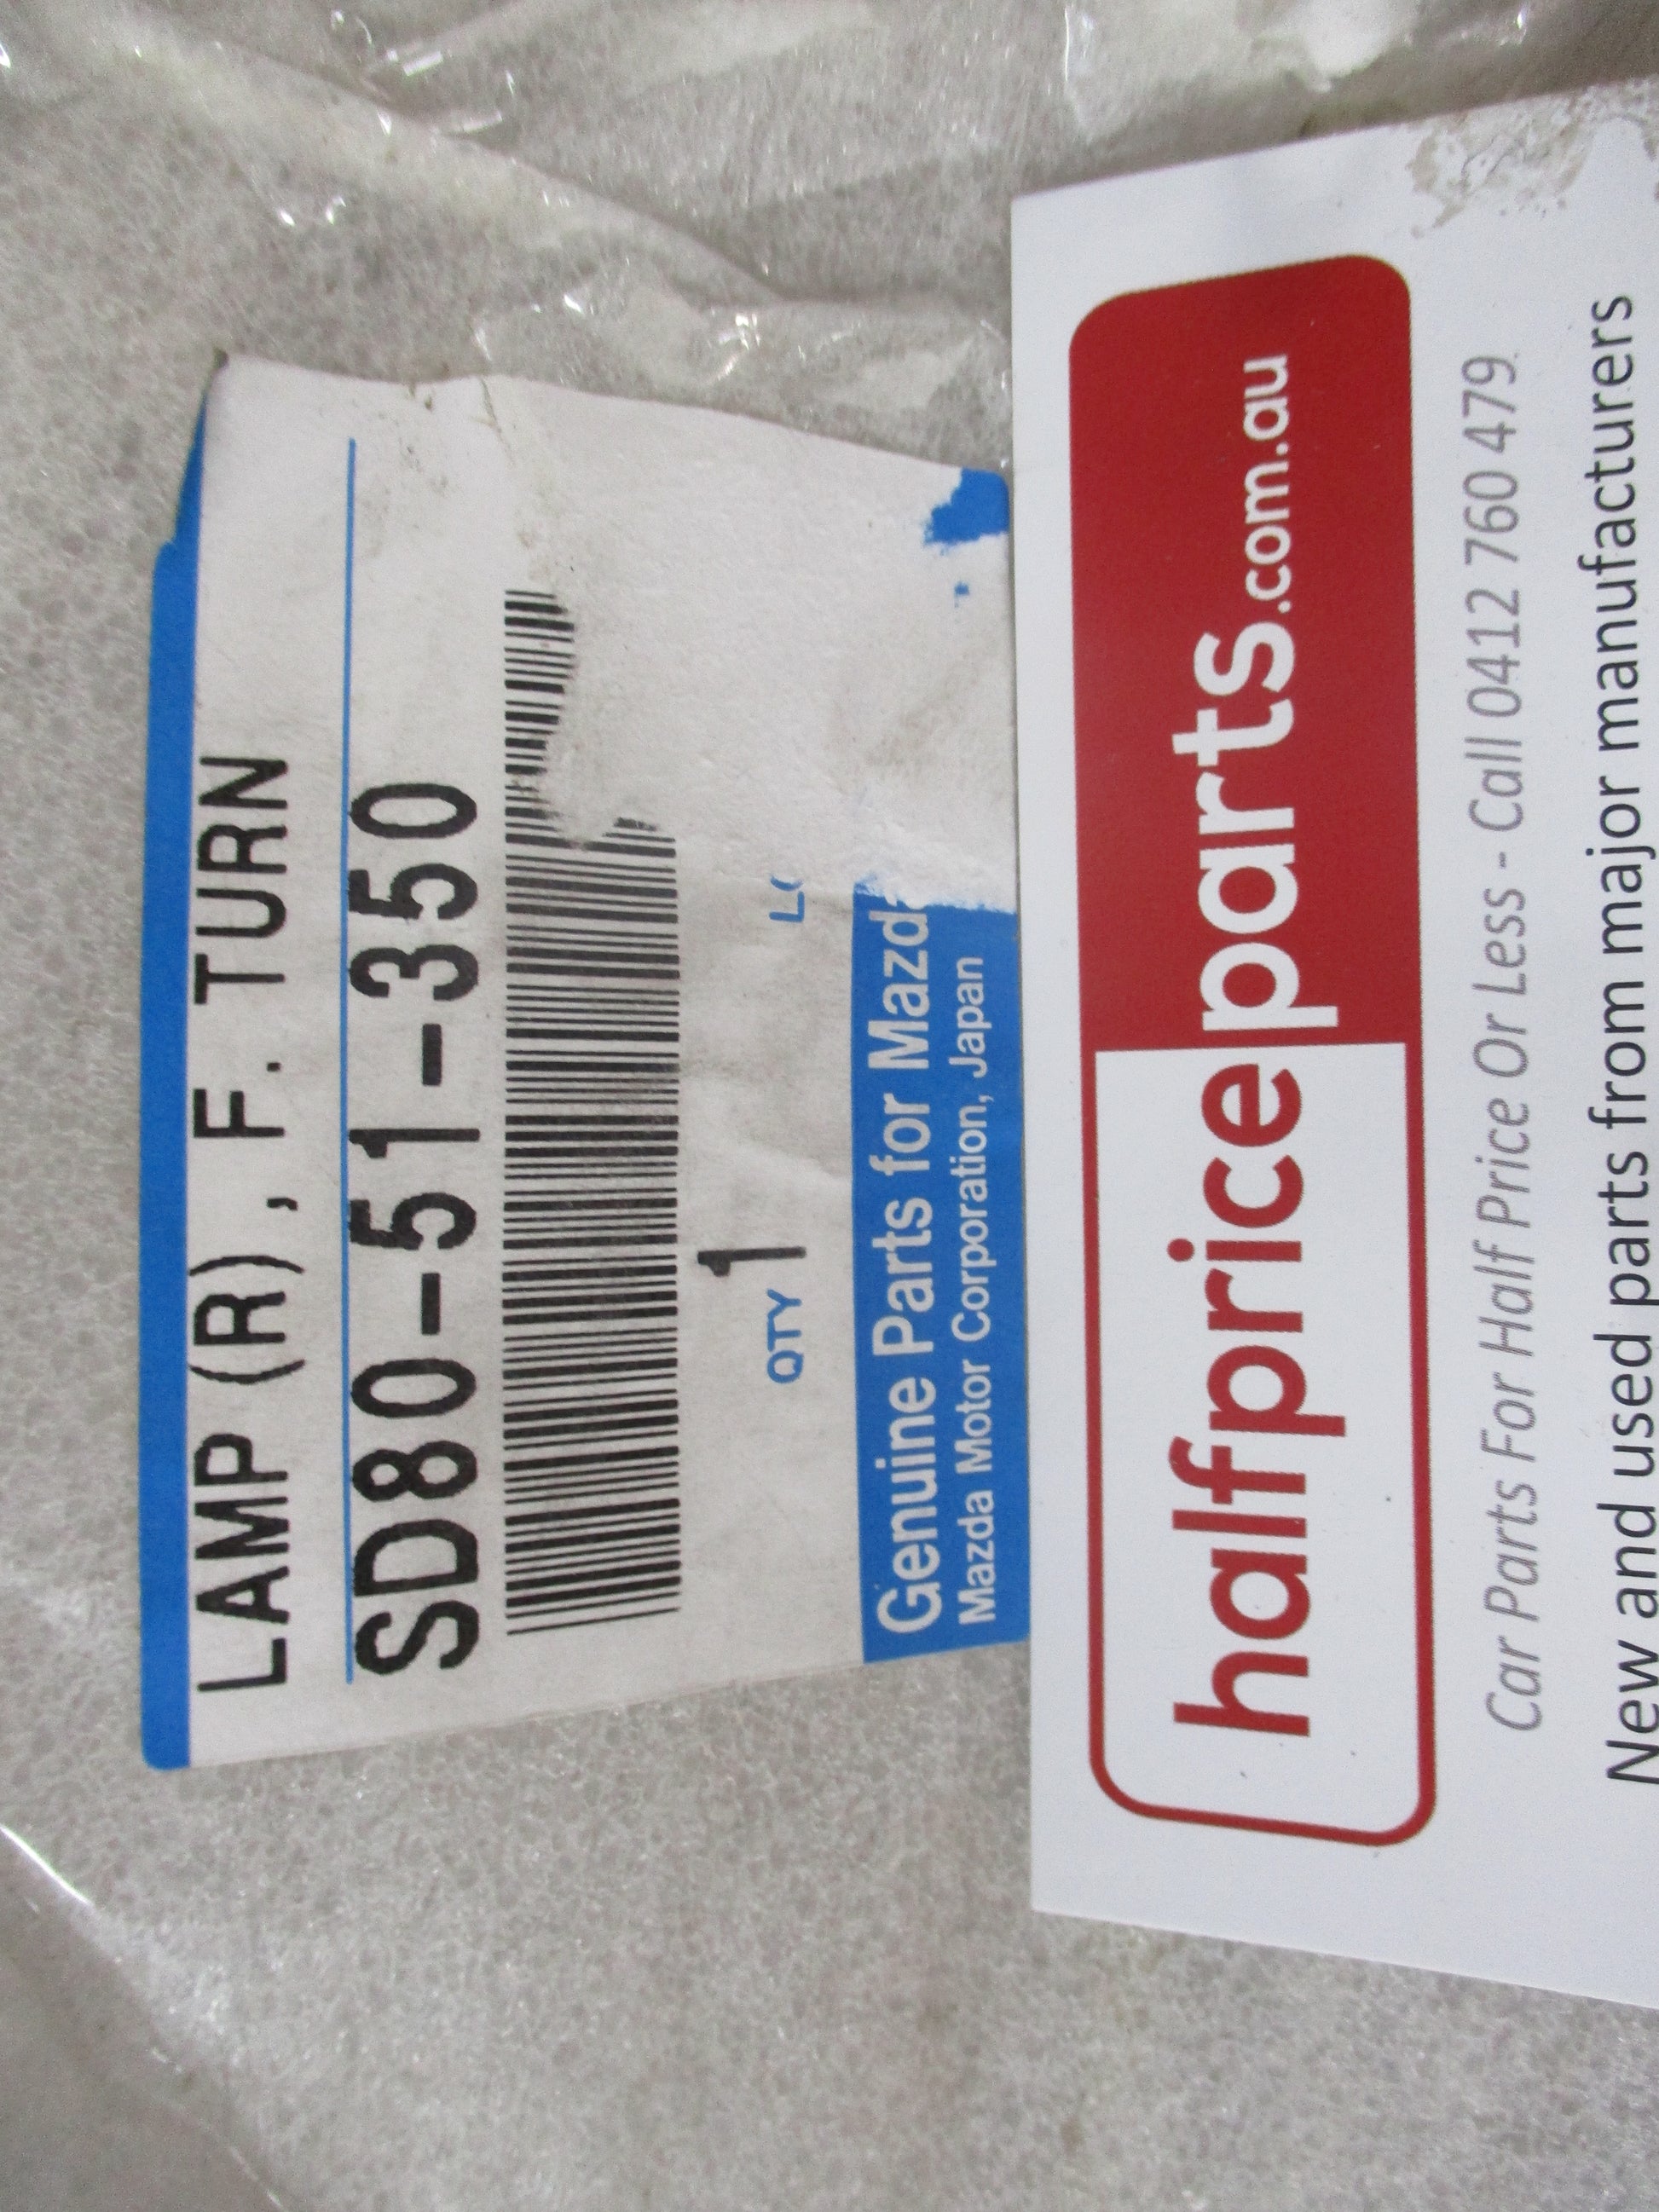 LAMP (R) , F. TURN
SD80-51-350
QTY 1
Genuine Parts for Mazd
Mazda Motor Corporation, Japan
halfpriceparts.com.au
Car Parts For Half Price Or Less - Call 0412 760 479
New and used parts from major manufacturers